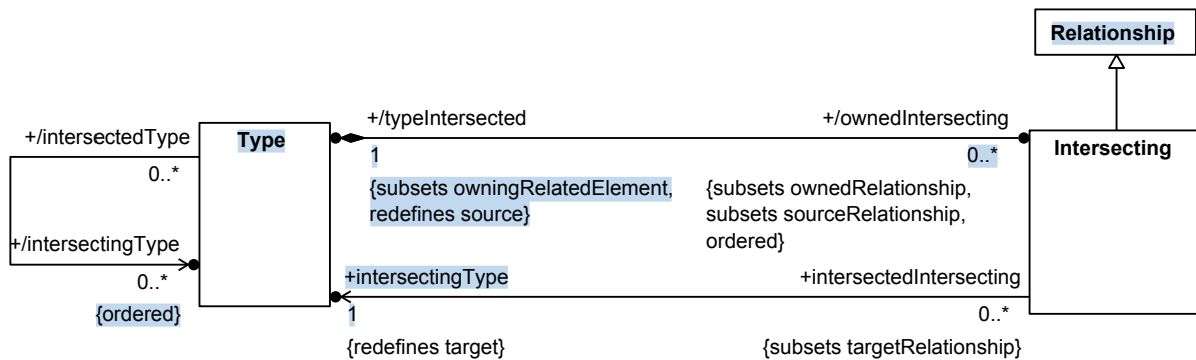 Relationship
+/typeIntersected
+/ownedIntersecting
+/intersectedType
Type
Intersecting
1
0..*
0..*
{subsets owningRelatedElement,
redefines source}
{subsets ownedRelationship,
subsets sourceRelationship,
ordered}
+/intersectingType
0..*
{ordered}
+intersectingType
+intersectedIntersecting
1
0..*
{redefines target}
{subsets targetRelationship}